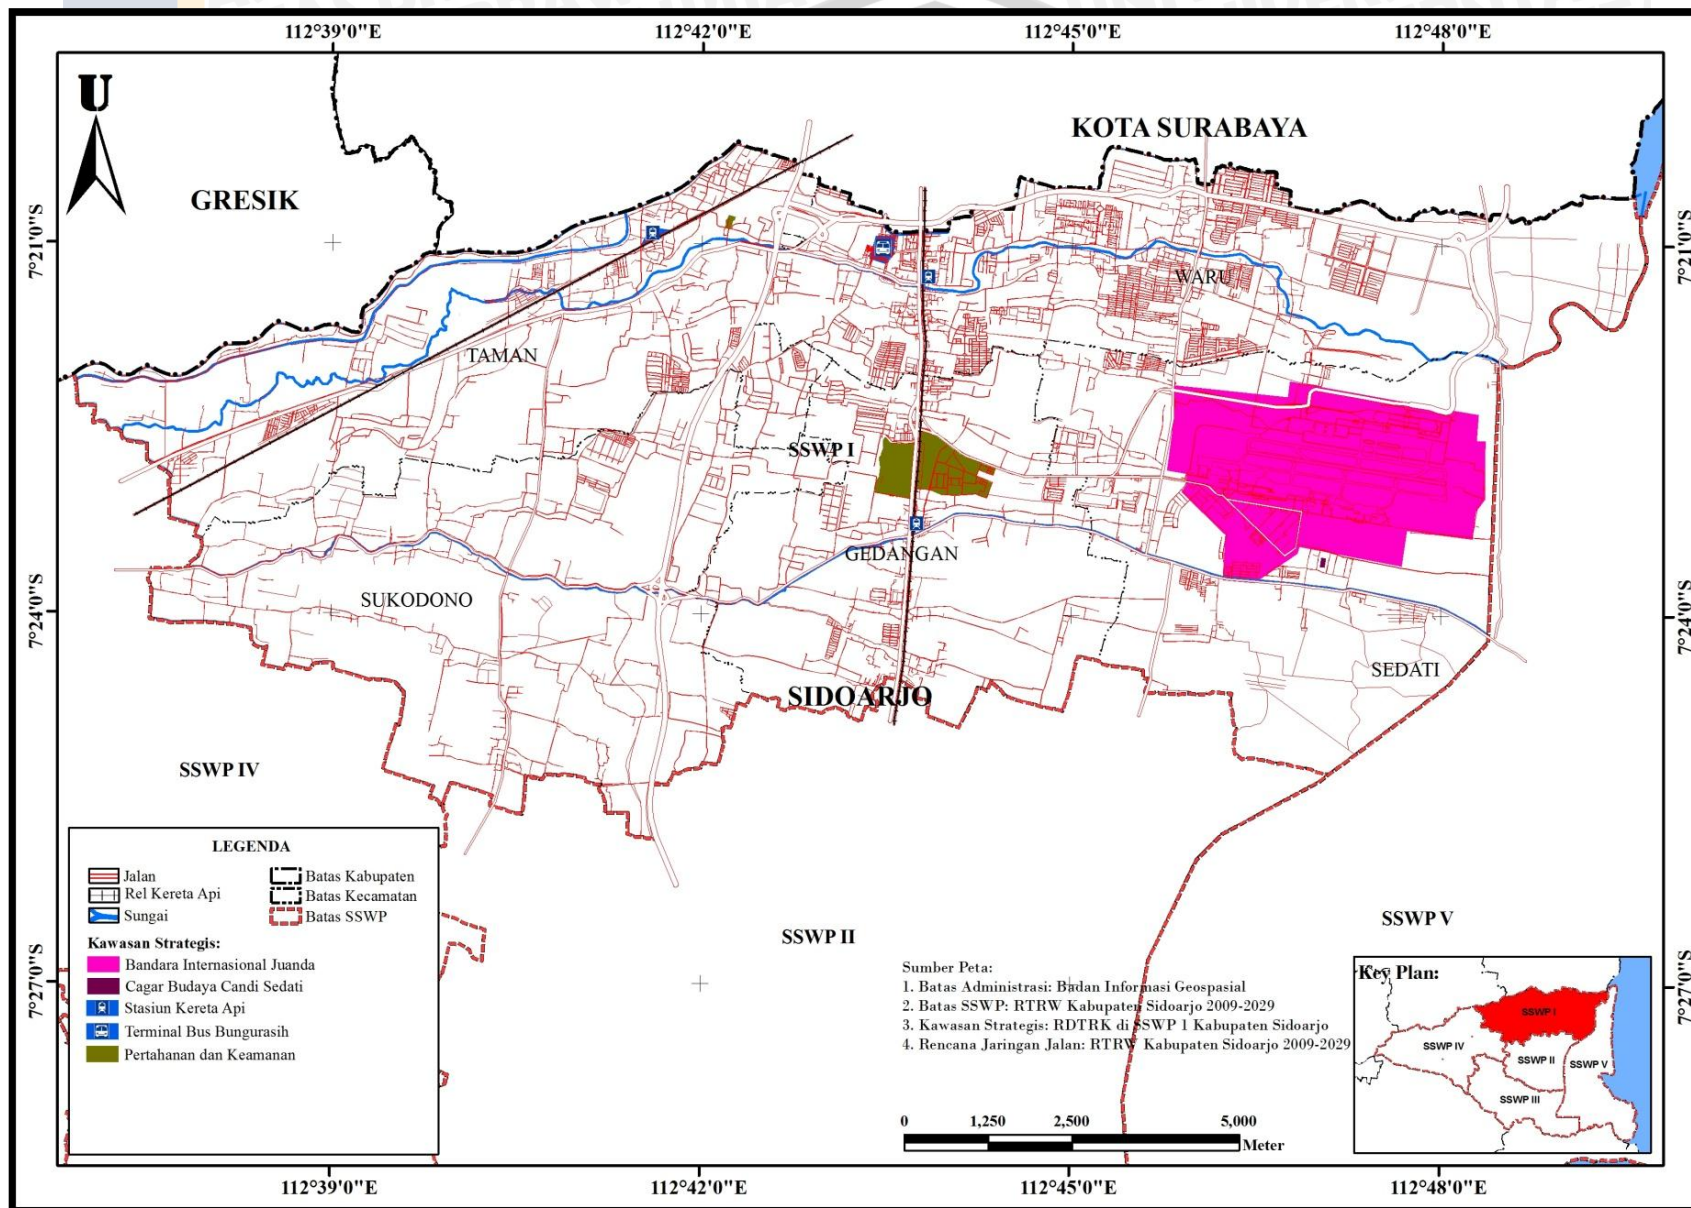 112°39'0"E
112°42'0"E
112°45'0"E
112°48'0"E
U
KOTA SURABAYA
GRESIK
7°21'0"S
7°21'0"S
WARU
TAMAN
SSWP I
GEDANGAN
SUKODONO
7°24'0"S
7°24'0"S
SEDATI
SIDOARJO
SSWP IV
SSWP V
SSWP II
LEGENDA
Jalan
Rel Kereta Api
Sungai
Batas Kabupaten
Batas Kecamatan
Batas SSWP
Kawasan Strategis:
Bandara Internasional Juanda
Cagar Budaya Candi Sedati
Stasiun Kereta Api
Terminal Bus Bungurasih
Pertahanan dan Keamanan
7°27'0"S
7°27'0"S
Sumber Peta:
1. Batas Administrasi: Badan Informasi Geospasial
2. Batas SSWP: RTRW Kabupaten Sidoarjo 2009-2029
3. Kawasan Strategis: RDTRK di SSWP 1 Kabupaten Sidoarjo
4. Rencana Jaringan Jalan: RTRW Kabupaten Sidoarjo 2009-2029
0 1,250 2,500 5,000
Meter
Key Plan:
SSWP I
SSWP IV
SSWP II
SSWP V
SSWP III
112°39'0"E
112°42'0"E
112°45'0"E
112°48'0"E